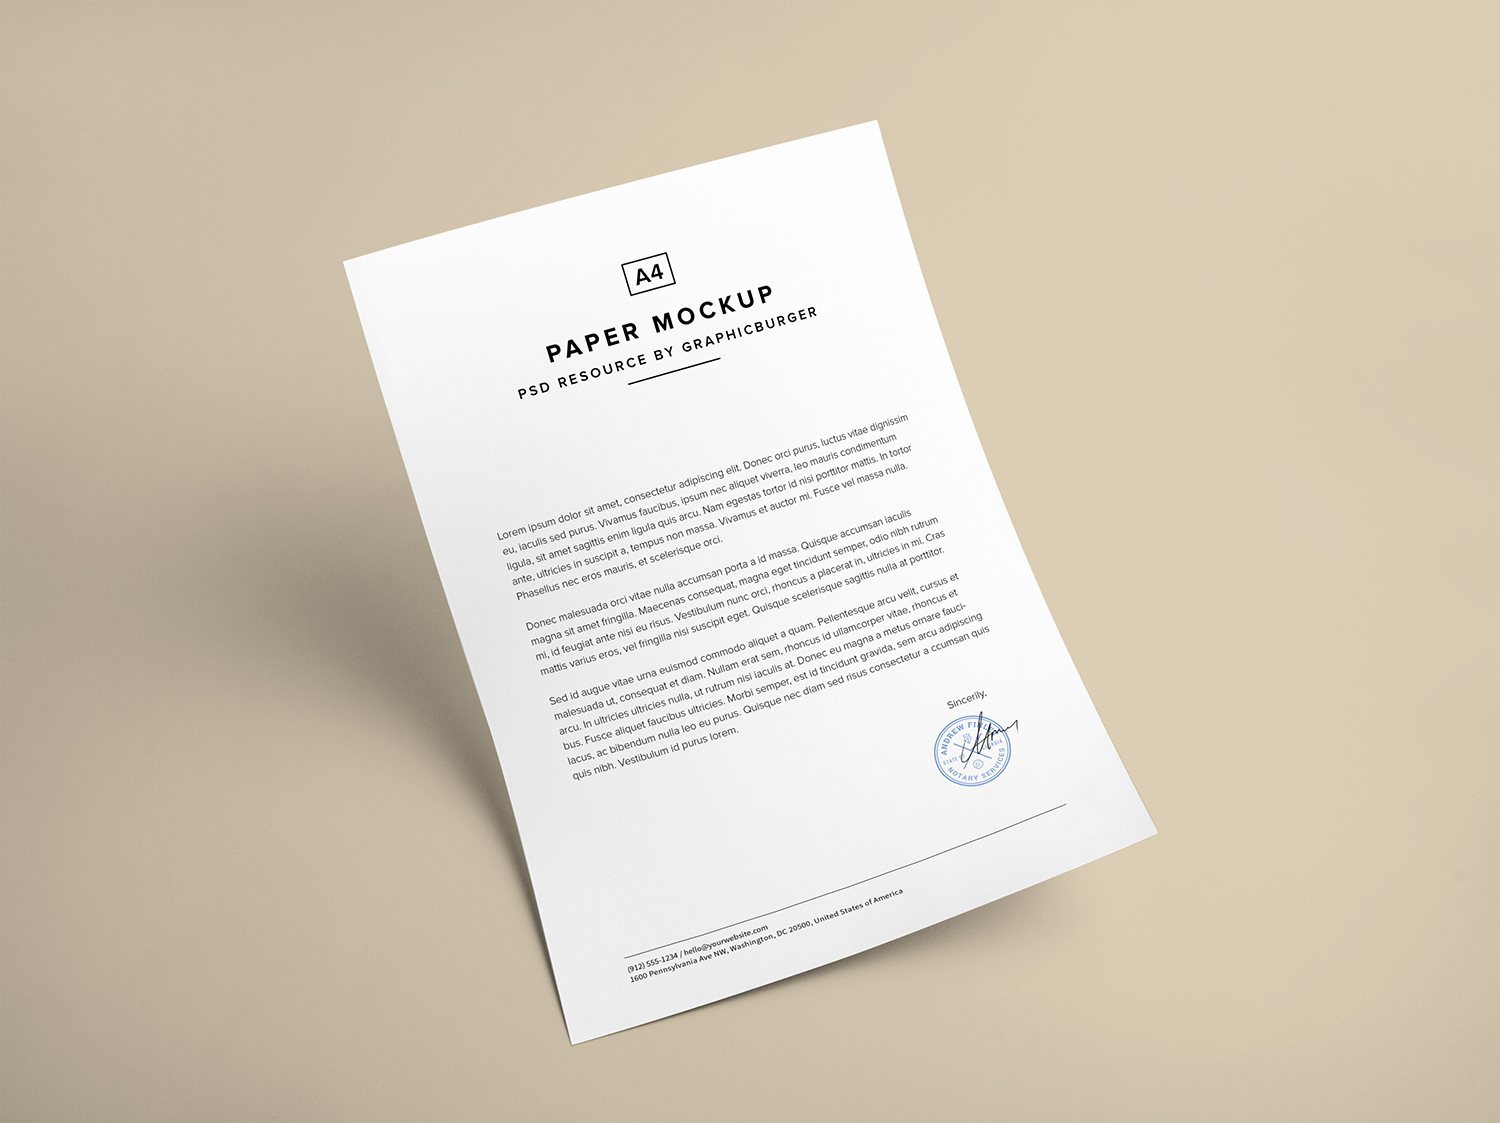 A4
PAPER MOCKUP
PSD RESOURCE BY GRAPHICBURGER
Lorem ipsum dolor sit amet, consectetur adipiscing elit. Donec orci purus, luctus vitae dignissim
eu, iaculis sed purus. Vivamus faucibus, ipsum nec aliquet viverra, leo mauris condimentum
ligula, sit amet sagittis enim ligula quis arcu. Nam egestas tortor id nisi porttitor mattis. In tortor
ante, ultricies in suscipit a, tempus non massa. Vivamus et auctor mi. Fusce vel massa nulla.
Phasellus nec eros mauris, et scelerisque orci.
Donec malesuada orci vitae nulla accumsan porta a id massa. Quisque accumsan iaculis
magna sit amet fringilla. Maecenas consequat, magna eget tincidunt semper, odio nibh rutrum
mi, id feugiat ante nisi eu risus. Vestibulum nunc orci, rhoncus a placerat in, ultricies in mi. Cras
mattis varius eros, vel fringilla nisi suscipit eget. Quisque scelerisque sagittis nulla at porttitor.
Sed id augue vitae urna euismod commodo aliquet a quam. Pellentesque arcu velit, cursus et
malesuada ut, consequat et diam. Nullam erat sem, rhoncus id ullamcorper vitae, rhoncus et
arcu. In ultricies ultricies nulla, ut rutrum nisi iaculis at. Donec eu magna a metus ornare fauci-
bus. Fusce aliquet faucibus ultricies. Morbi semper, est id tincidunt gravida, sem arcu adipiscing
lacus, ac bibendum nulla leo eu purus. Quisque nec diam sed risus consectetur a ccumsan quis
quis nibh. Vestibulum id purus lorem.
Sincerily,
ANDREW
STATE
NOTARY SERVICES
(912) 555-1234 / hello@yourwebsite.com
1600 Pennsylvania Ave NW, Washington, DC 20500, United States of America